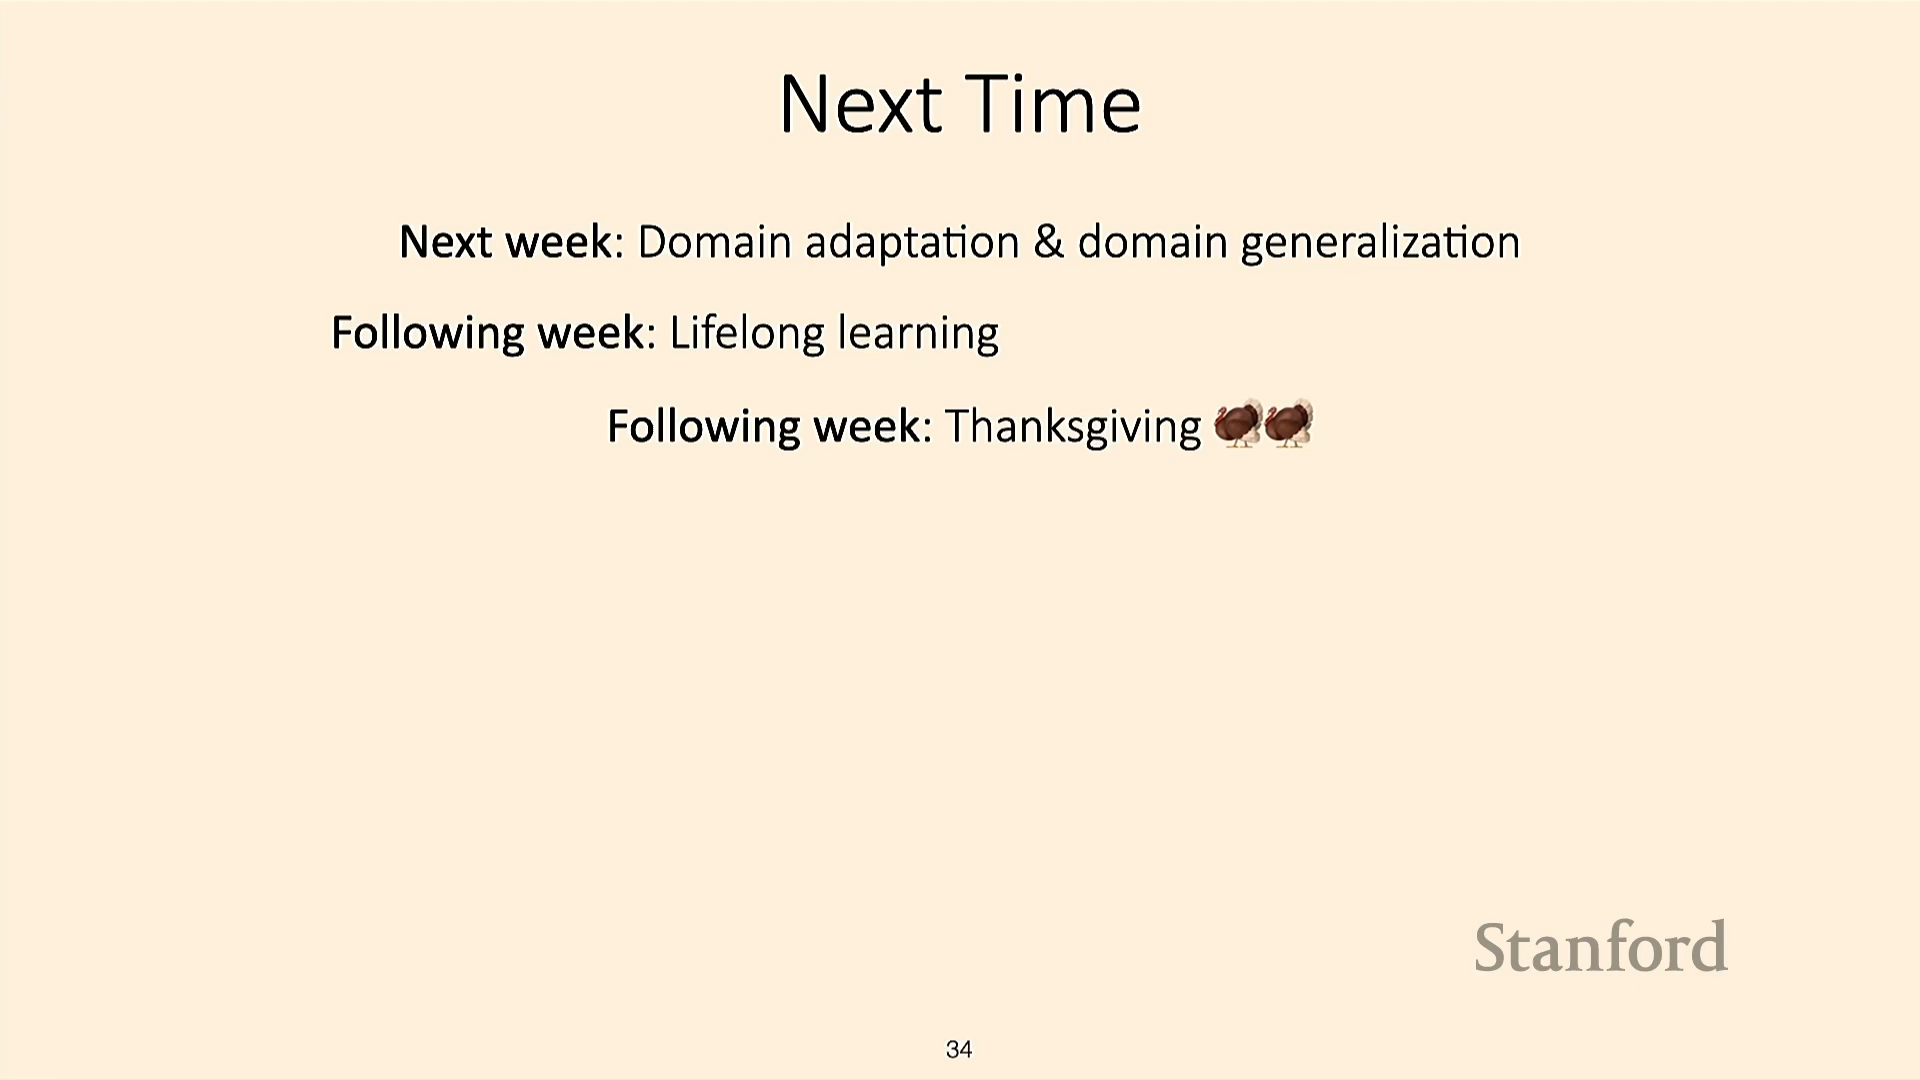 Next Time
Next week: Domain adaptation & domain generalization
Following week: Lifelong learning
Following week: Thanksgiving 🦃🦃
Stanford
34